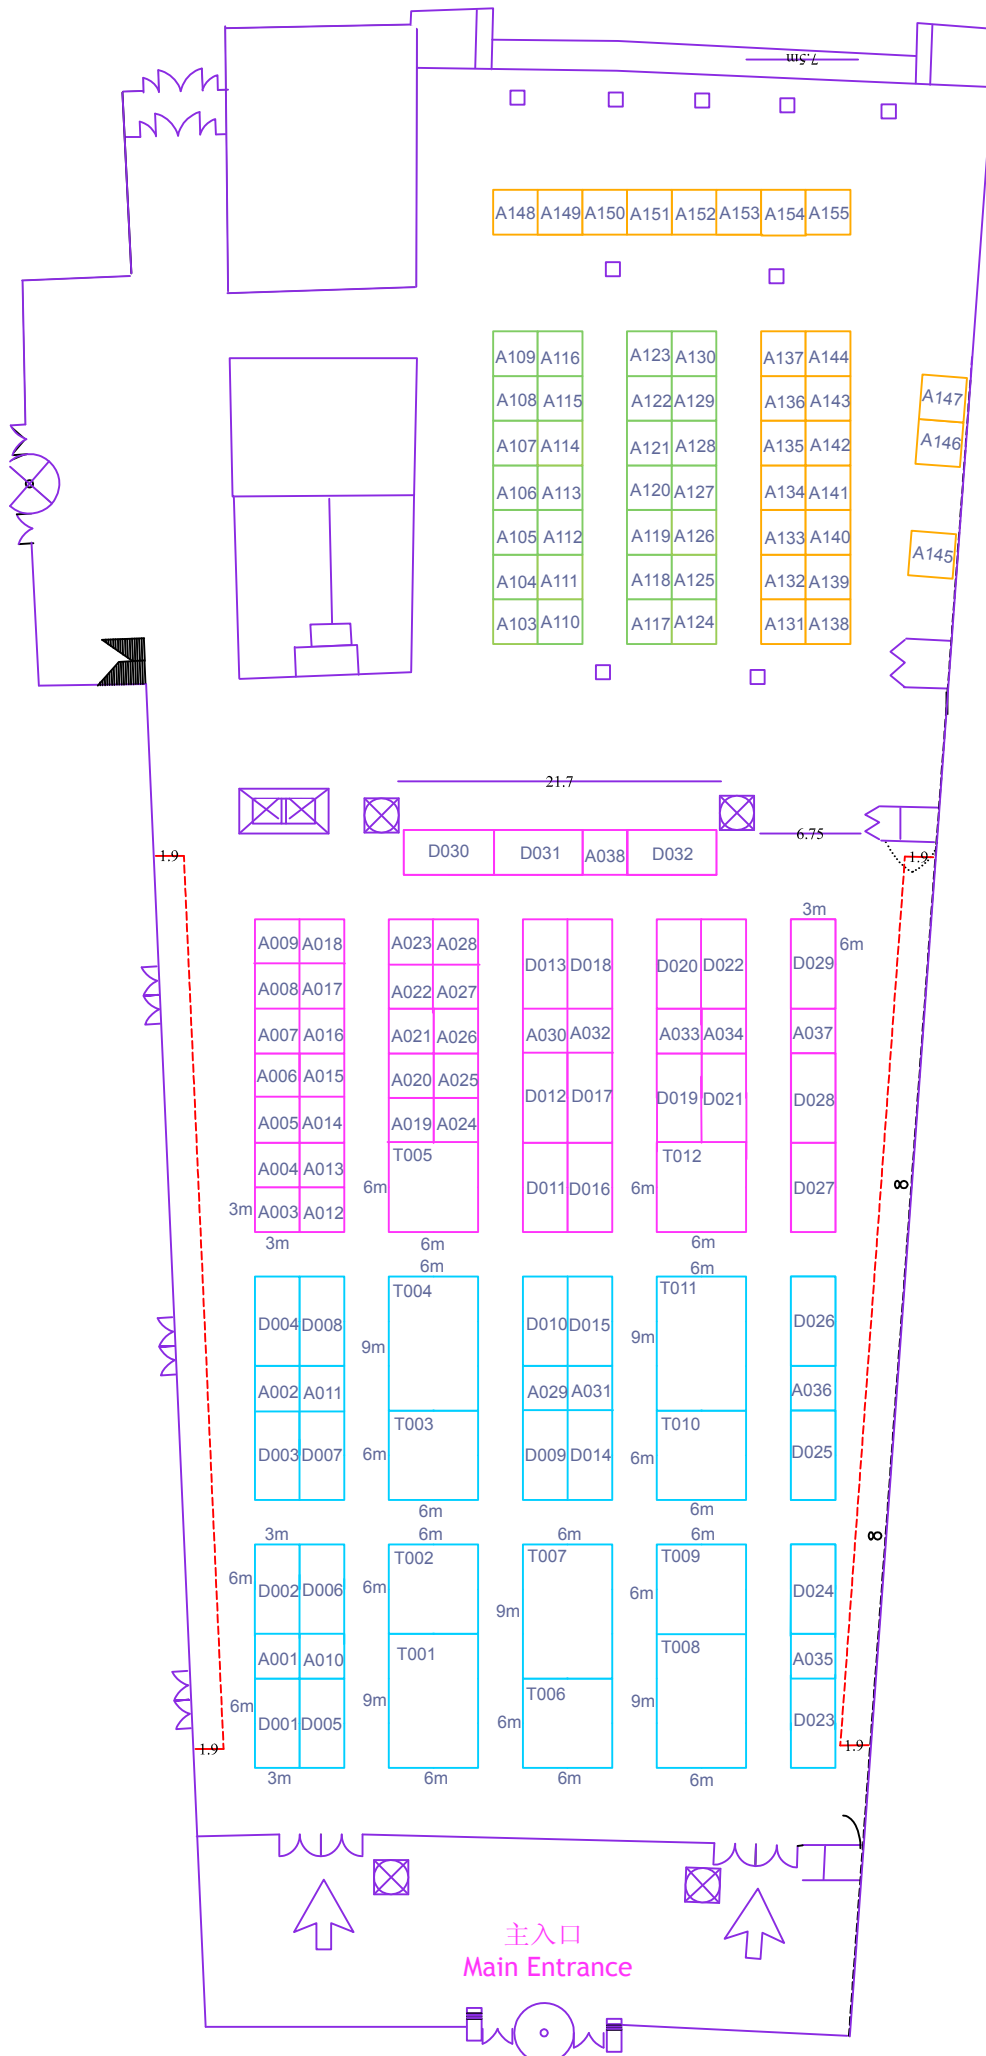 7.5m
A148 A149 A150 A151 A152 A153 A154 A155
A109 A116 A123 A130 A137 A144
A108 A115 A122 A129 A136 A143 A147
A107 A114 A121 A128 A135 A142 A146
A106 A113 A120 A127 A134 A141
A105 A112 A119 A126 A133 A140 A145
A104 A111 A118 A125 A132 A139
A103 A110 A117 A124 A131 A138
21.7
6.75
D030 D031 A038 D032
1.9 1.9
3m
A009 A018 A023 A028 D013 D018 D020 D022 D029 6m
A008 A017 A022 A027
A007 A016 A021 A026 A030 A032 A033 A034 A037
A006 A015 A020 A025 D012 D017 D019 D021 D028
A005 A014 A019 A024
T005 T012
A004 A013 6m D011 D016 6m D027 8
3m A003 A012
3m 6m 6m
6m 6m
T004 T011
D004 D008 9m D010 D015 9m D026
A002 A011 A029 A031 A036
T003 T010
D003 D007 6m D009 D014 6m D025
6m 6m
3m 6m 6m 6m 8
T002 T007 T009
6m D002 D006 6m 9m 6m D024
A001 A010 T001 T008 A035
6m D001 D005 9m T006 6m 9m D023
1.9 1.9
3m 6m 6m 6m
主入口
Main Entrance